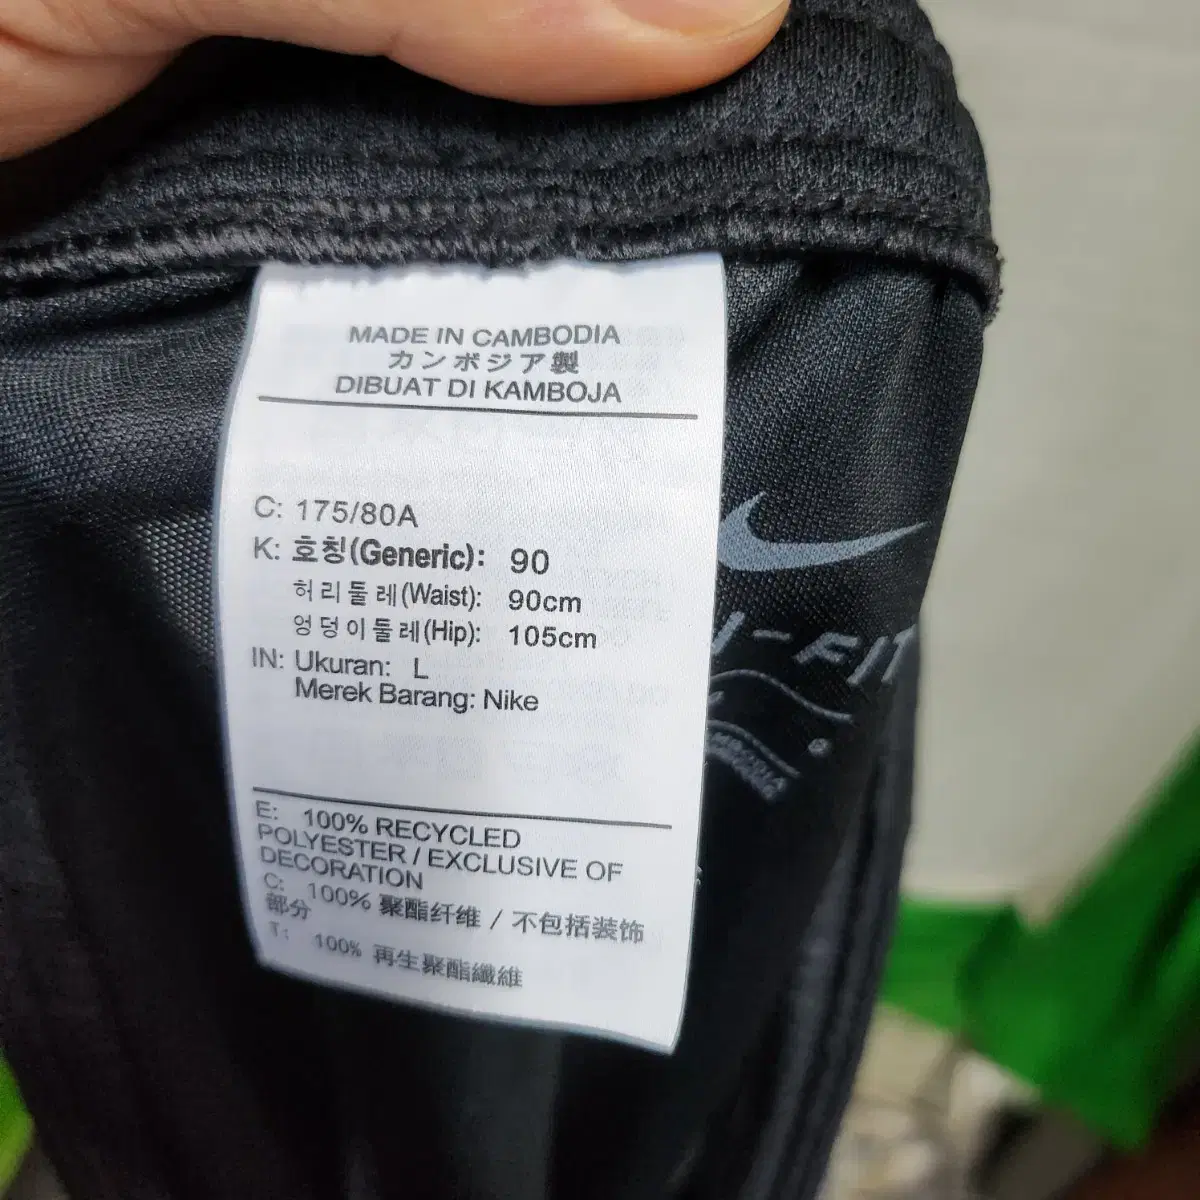 MADE IN CAMBODIA
カンボジア製
DIBUAT DI KAMBOJA
C: 175/80A
K: 호칭(Generic): 90
허리둘레(Waist): 90cm
엉덩이둘레(Hip): 105cm
IN: Ukuran: L
Merek Barang: Nike
E: 100% RECYCLED
POLYESTER / EXCLUSIVE OF
DECORATION
C: 100% 聚酯纤维 / 不包括装饰
部分
T: 100% 再生聚酯纖維
-FIT